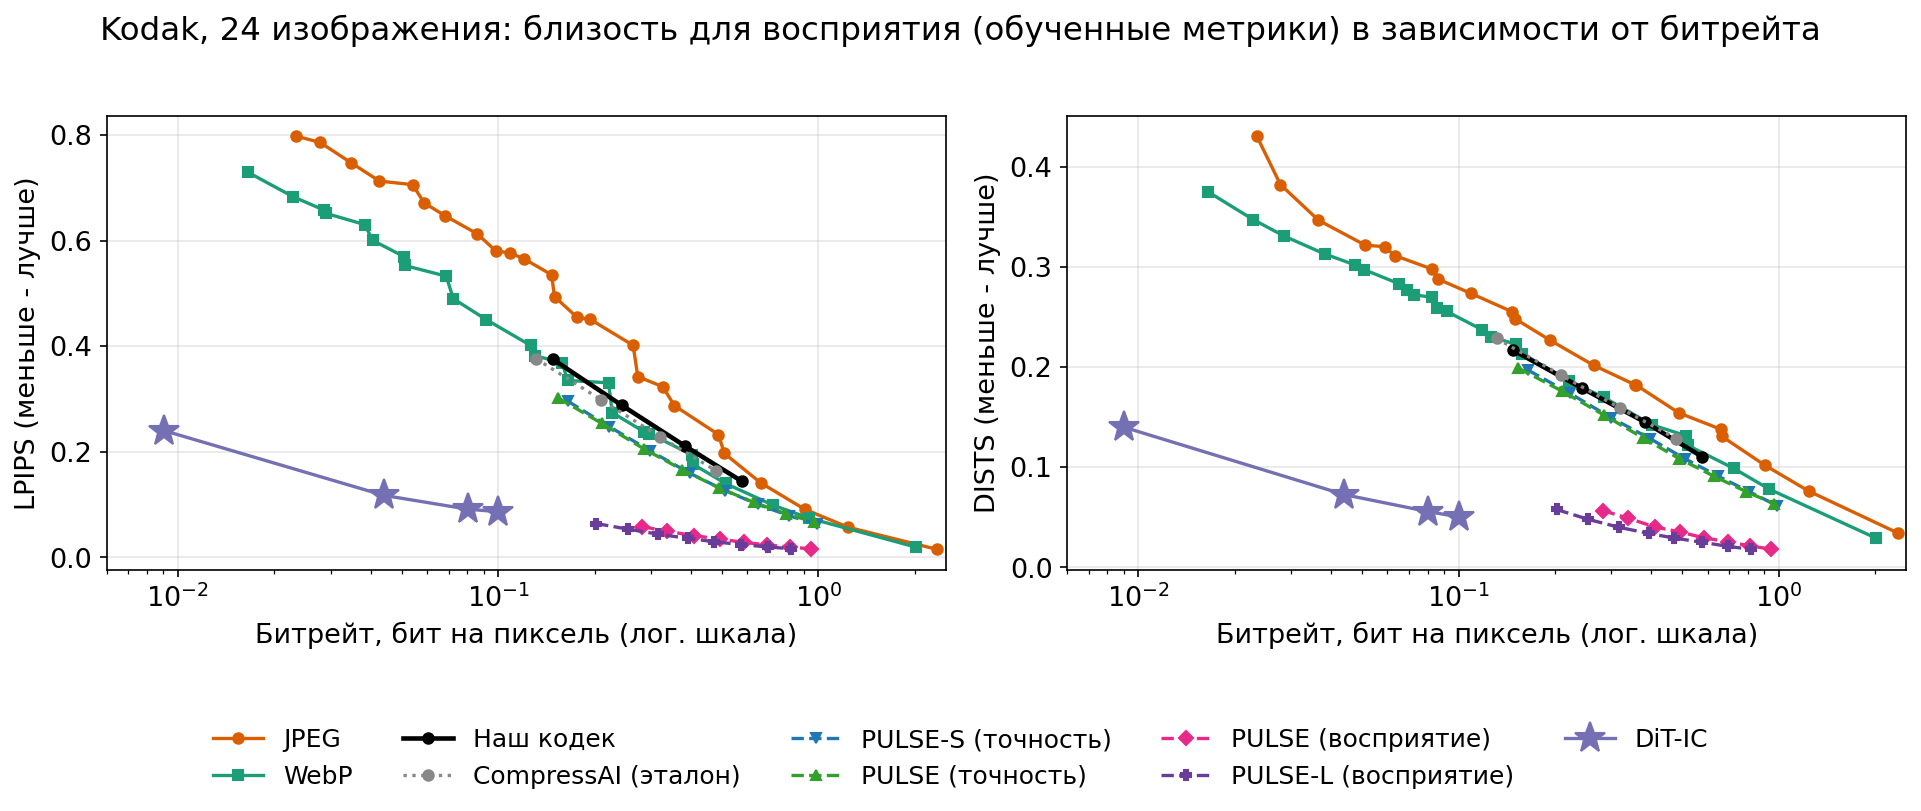 Kodak, 24 изображения: близость для восприятия (обученные метрики) в зависимости от битрейта
LPIPS (меньше - лучше)
0.8
0.6
0.4
0.2
0.0
10⁻²
10⁻¹
10⁰
Битрейт, бит на пиксель (лог. шкала)
DISTS (меньше - лучше)
0.4
0.3
0.2
0.1
0.0
10⁻²
10⁻¹
10⁰
Битрейт, бит на пиксель (лог. шкала)
JPEG
WebP
Наш кодек
CompressAI (эталон)
PULSE-S (точность)
PULSE (точность)
PULSE (восприятие)
PULSE-L (восприятие)
DiT-IC